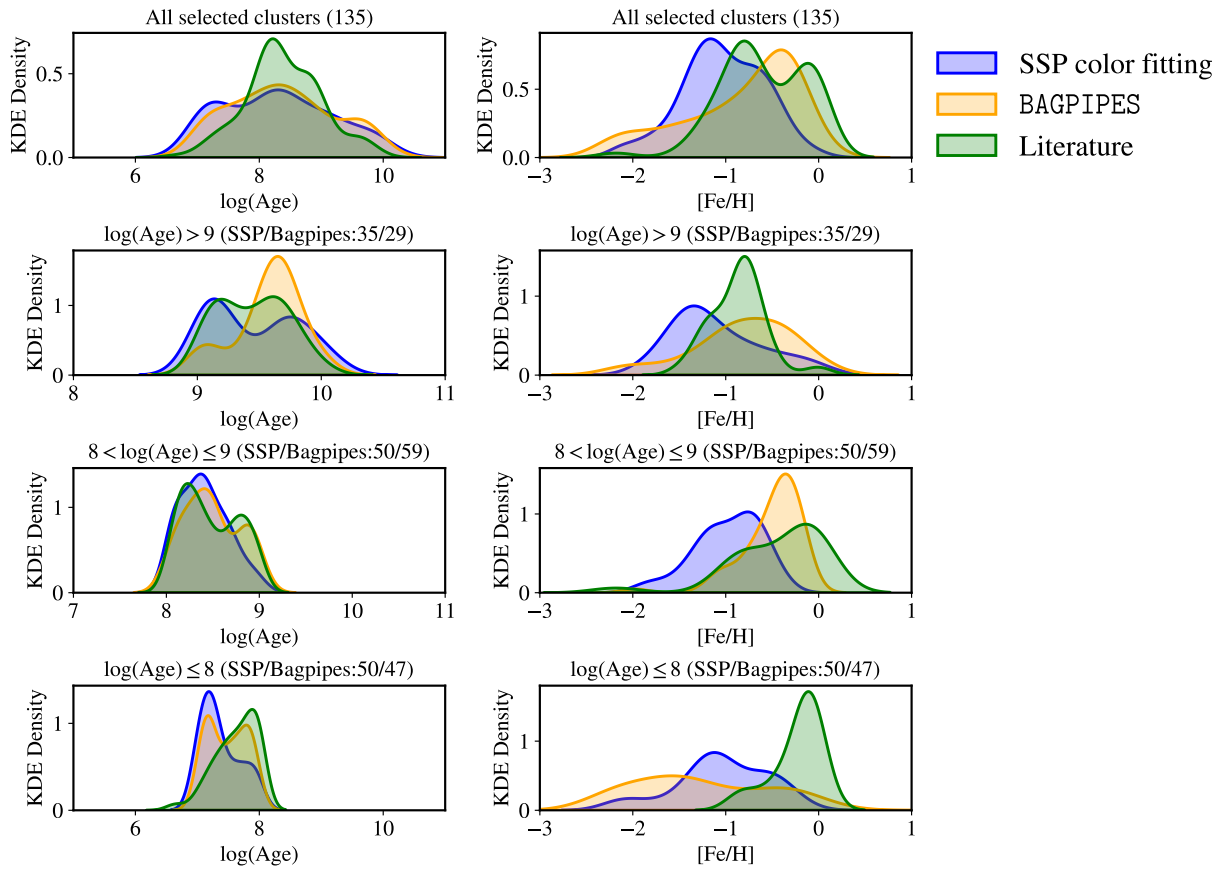 All selected clusters (135)
KDE Density
0.5
0.0
6 8 10
log(Age)
All selected clusters (135)
KDE Density
0.5
0.0
−3 −2 −1 0 1
[Fe/H]
SSP color fitting
BAGPIPES
Literature
log(Age) > 9 (SSP/Bagpipes:35/29)
KDE Density
1
0
8 9 10 11
log(Age)
log(Age) > 9 (SSP/Bagpipes:35/29)
KDE Density
1
0
−3 −2 −1 0 1
[Fe/H]
8 < log(Age) ≤ 9 (SSP/Bagpipes:50/59)
KDE Density
1
0
7 8 9 10 11
log(Age)
8 < log(Age) ≤ 9 (SSP/Bagpipes:50/59)
KDE Density
1
0
−3 −2 −1 0 1
[Fe/H]
log(Age) ≤ 8 (SSP/Bagpipes:50/47)
KDE Density
1
0
6 8 10
log(Age)
log(Age) ≤ 8 (SSP/Bagpipes:50/47)
KDE Density
1
0
−3 −2 −1 0 1
[Fe/H]